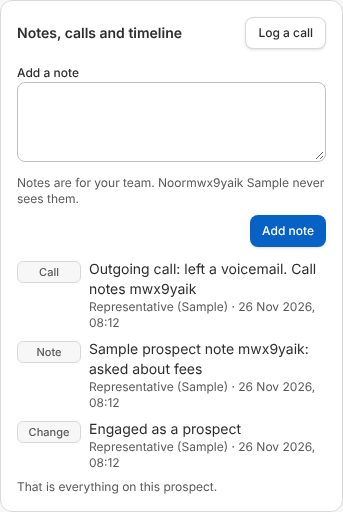 Notes, calls and timeline
Log a call
Add a note
Notes are for your team. Noormwx9yaik Sample never
sees them.
Add note
Call
Outgoing call: left a voicemail. Call
notes mwx9yaik
Representative (Sample) · 26 Nov 2026,
08:12
Note
Sample prospect note mwx9yaik:
asked about fees
Representative (Sample) · 26 Nov 2026,
08:12
Change
Engaged as a prospect
Representative (Sample) · 26 Nov 2026,
08:12
That is everything on this prospect.